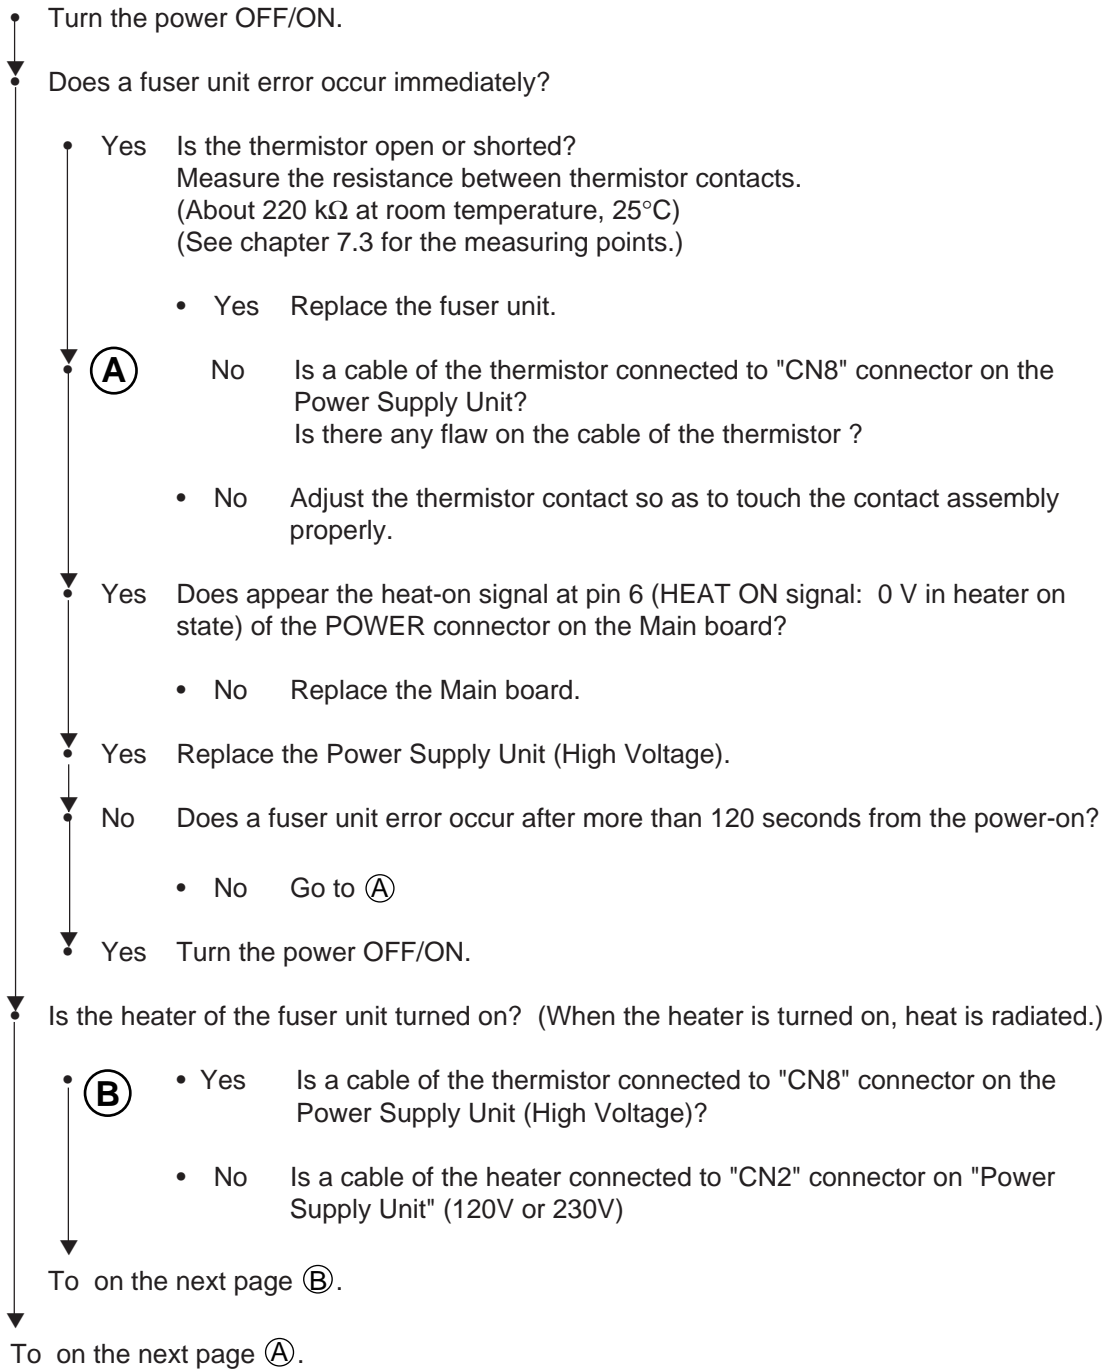 • Turn the power OFF/ON.
• Does a fuser unit error occur immediately?
• Yes Is the thermistor open or shorted?
Measure the resistance between thermistor contacts.
(About 220 kΩ at room temperature, 25°C)
(See chapter 7.3 for the measuring points.)
• Yes Replace the fuser unit.
• Ⓐ No Is a cable of the thermistor connected to "CN8" connector on the
Power Supply Unit?
Is there any flaw on the cable of the thermistor ?
• No Adjust the thermistor contact so as to touch the contact assembly
properly.
• Yes Does appear the heat-on signal at pin 6 (HEAT ON signal: 0 V in heater on
state) of the POWER connector on the Main board?
• No Replace the Main board.
• Yes Replace the Power Supply Unit (High Voltage).
• No Does a fuser unit error occur after more than 120 seconds from the power-on?
• No Go to Ⓐ
• Yes Turn the power OFF/ON.
• Is the heater of the fuser unit turned on? (When the heater is turned on, heat is radiated.)
• Ⓑ • Yes Is a cable of the thermistor connected to "CN8" connector on the
Power Supply Unit (High Voltage)?
• No Is a cable of the heater connected to "CN2" connector on "Power
Supply Unit" (120V or 230V)
To on the next page Ⓑ.
To on the next page Ⓐ.